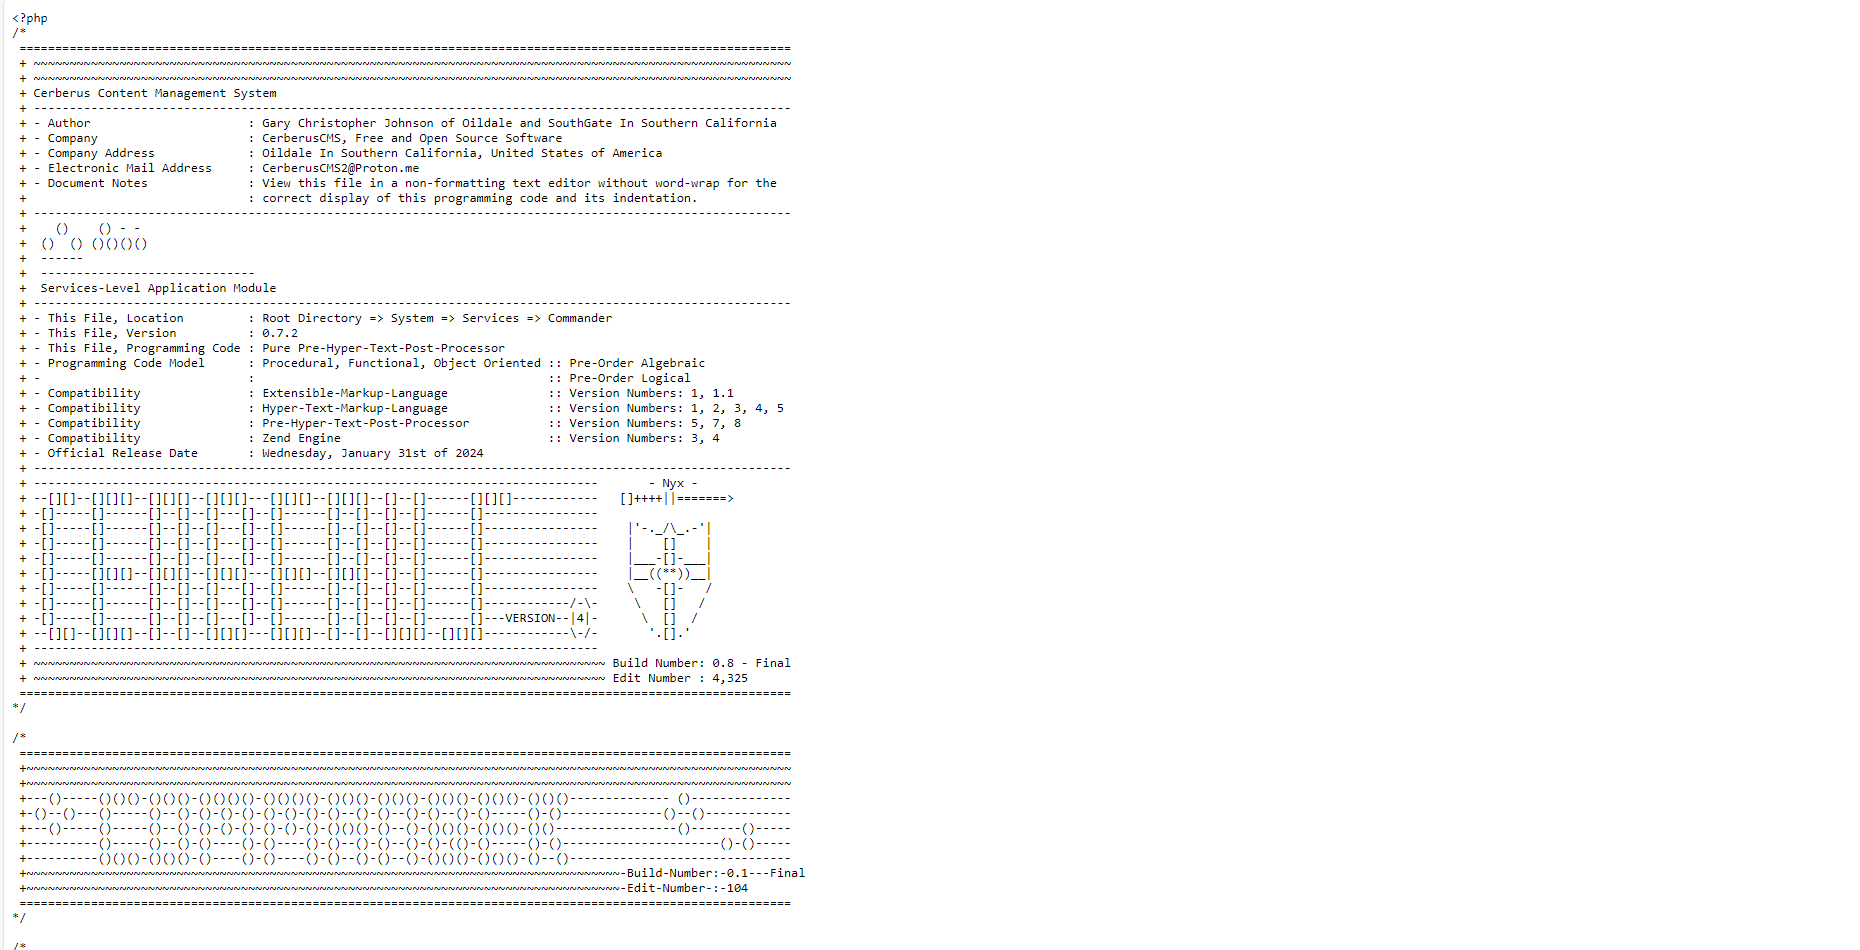 <?php
/*
 ============================================================================================================
 + ~~~~~~~~~~~~~~~~~~~~~~~~~~~~~~~~~~~~~~~~~~~~~~~~~~~~~~~~~~~~~~~~~~~~~~~~~~~~~~~~~~~~~~~~~~~~~~~~~~~~~~~~~~
 + ~~~~~~~~~~~~~~~~~~~~~~~~~~~~~~~~~~~~~~~~~~~~~~~~~~~~~~~~~~~~~~~~~~~~~~~~~~~~~~~~~~~~~~~~~~~~~~~~~~~~~~~~~~
 + Cerberus Content Management System
 + ----------------------------------------------------------------------------------------------------------
 + - Author                      : Gary Christopher Johnson of Oildale and SouthGate In Southern California
 + - Company                     : CerberusCMS, Free and Open Source Software
 + - Company Address             : Oildale In Southern California, United States of America
 + - Electronic Mail Address     : CerberusCMS2@Proton.me
 + - Document Notes              : View this file in a non-formatting text editor without word-wrap for the
 +                               : correct display of this programming code and its indentation.
 + ----------------------------------------------------------------------------------------------------------
 +    ()    () - -
 +  ()  () ()()()()
 +  ------
 +  ------------------------------
 +  Services-Level Application Module
 + ----------------------------------------------------------------------------------------------------------
 + - This File, Location         : Root Directory => System => Services => Commander
 + - This File, Version          : 0.7.2
 + - This File, Programming Code : Pure Pre-Hyper-Text-Post-Processor
 + - Programming Code Model      : Procedural, Functional, Object Oriented :: Pre-Order Algebraic
 + -                             :                                         :: Pre-Order Logical
 + - Compatibility               : Extensible-Markup-Language              :: Version Numbers: 1, 1.1
 + - Compatibility               : Hyper-Text-Markup-Language              :: Version Numbers: 1, 2, 3, 4, 5
 + - Compatibility               : Pre-Hyper-Text-Post-Processor           :: Version Numbers: 5, 7, 8
 + - Compatibility               : Zend Engine                             :: Version Numbers: 3, 4
 + - Official Release Date       : Wednesday, January 31st of 2024
 + ----------------------------------------------------------------------------------------------------------
 + -------------------------------------------------------------------------------       - Nyx -
 + --[][]--[][][]--[][][]--[][][]---[][][]--[][][]--[]--[]------[][][]------------   []++++||=======>
 + -[]-----[]------[]--[]--[]--[]---[]--[]--[]------[]--[]------[]----------------
 + -[]-----[]------[]--[]--[]--[]---[]------[]--[]--[]--[]------[]----------------    |'-._/\_.-'|
 + -[]-----[]------[]--[]--[]--[]---[]------[]--[]--[]--[]------[]----------------    |    []    |
 + -[]-----[]------[]--[]--[]--[]---[]------[]--[]--[]--[]------[]----------------    |___-[]-___|
 + -[]-----[][][]--[][][]--[][][]---[][][]--[][][]--[]--[]------[]----------------    |__((**))__|
 + -[]-----[]------[]--[]--[]--[]---[]------[]--[]--[]--[]------[]----------------    \   -[]-   /
 + -[]-----[]------[]--[]--[]--[]---[]------[]--[]--[]--[]------[]------------/-\-     \   []   /
 + -[]-----[]------[]--[]--[]--[]---[]------[]--[]--[]--[]------[]---VERSION--|4|-      \  []  /
 + --[][]--[][][]--[]--[]--[][][]---[][][]--[]--[]--[][][]--[][][]------------\-/-       '.[].'
 + -------------------------------------------------------------------------------
 + ~~~~~~~~~~~~~~~~~~~~~~~~~~~~~~~~~~~~~~~~~~~~~~~~~~~~~~~~~~~~~~~~~~~~~~~~~~~~~~~~ Build Number: 0.8 - Final
 + ~~~~~~~~~~~~~~~~~~~~~~~~~~~~~~~~~~~~~~~~~~~~~~~~~~~~~~~~~~~~~~~~~~~~~~~~~~~~~~~~ Edit Number : 4,325
 ============================================================================================================
*/
/*
 ============================================================================================================
 +~~~~~~~~~~~~~~~~~~~~~~~~~~~~~~~~~~~~~~~~~~~~~~~~~~~~~~~~~~~~~~~~~~~~~~~~~~~~~~~~~~~~~~~~~~~~~~~~~~~~~~~~~~~
 +~~~~~~~~~~~~~~~~~~~~~~~~~~~~~~~~~~~~~~~~~~~~~~~~~~~~~~~~~~~~~~~~~~~~~~~~~~~~~~~~~~~~~~~~~~~~~~~~~~~~~~~~~~~
 +---()-----()()()-()()()-()()()()-()()()()-()()()-()()()-()()()-()()()-()()()-------------- ()--------------
 +-()--()---()-----()--()-()-()-()-()-()-()-()--()-()--()-()--()-()-----()-()--------------()--()------------
 +---()-----()-----()--()-()-()-()-()-()-()-()()()-()--()-()--()-()()()-()()-----------------()-------()-----
 +----------()-----()--()-()----()-()----()-()--()-()--()-()-(()-()-----()-()----------------------()-()-----
 +----------()()()-()()()-()----()-()----()-()--()-()--()-()()()-()()()-()--()-------------------------------
 +~~~~~~~~~~~~~~~~~~~~~~~~~~~~~~~~~~~~~~~~~~~~~~~~~~~~~~~~~~~~~~~~~~~~~~~~~~~~~~~~~~~-Build-Number:-0.1---Final
 +~~~~~~~~~~~~~~~~~~~~~~~~~~~~~~~~~~~~~~~~~~~~~~~~~~~~~~~~~~~~~~~~~~~~~~~~~~~~~~~~~~~-Edit-Number-:-104
 ============================================================================================================
*/
/*